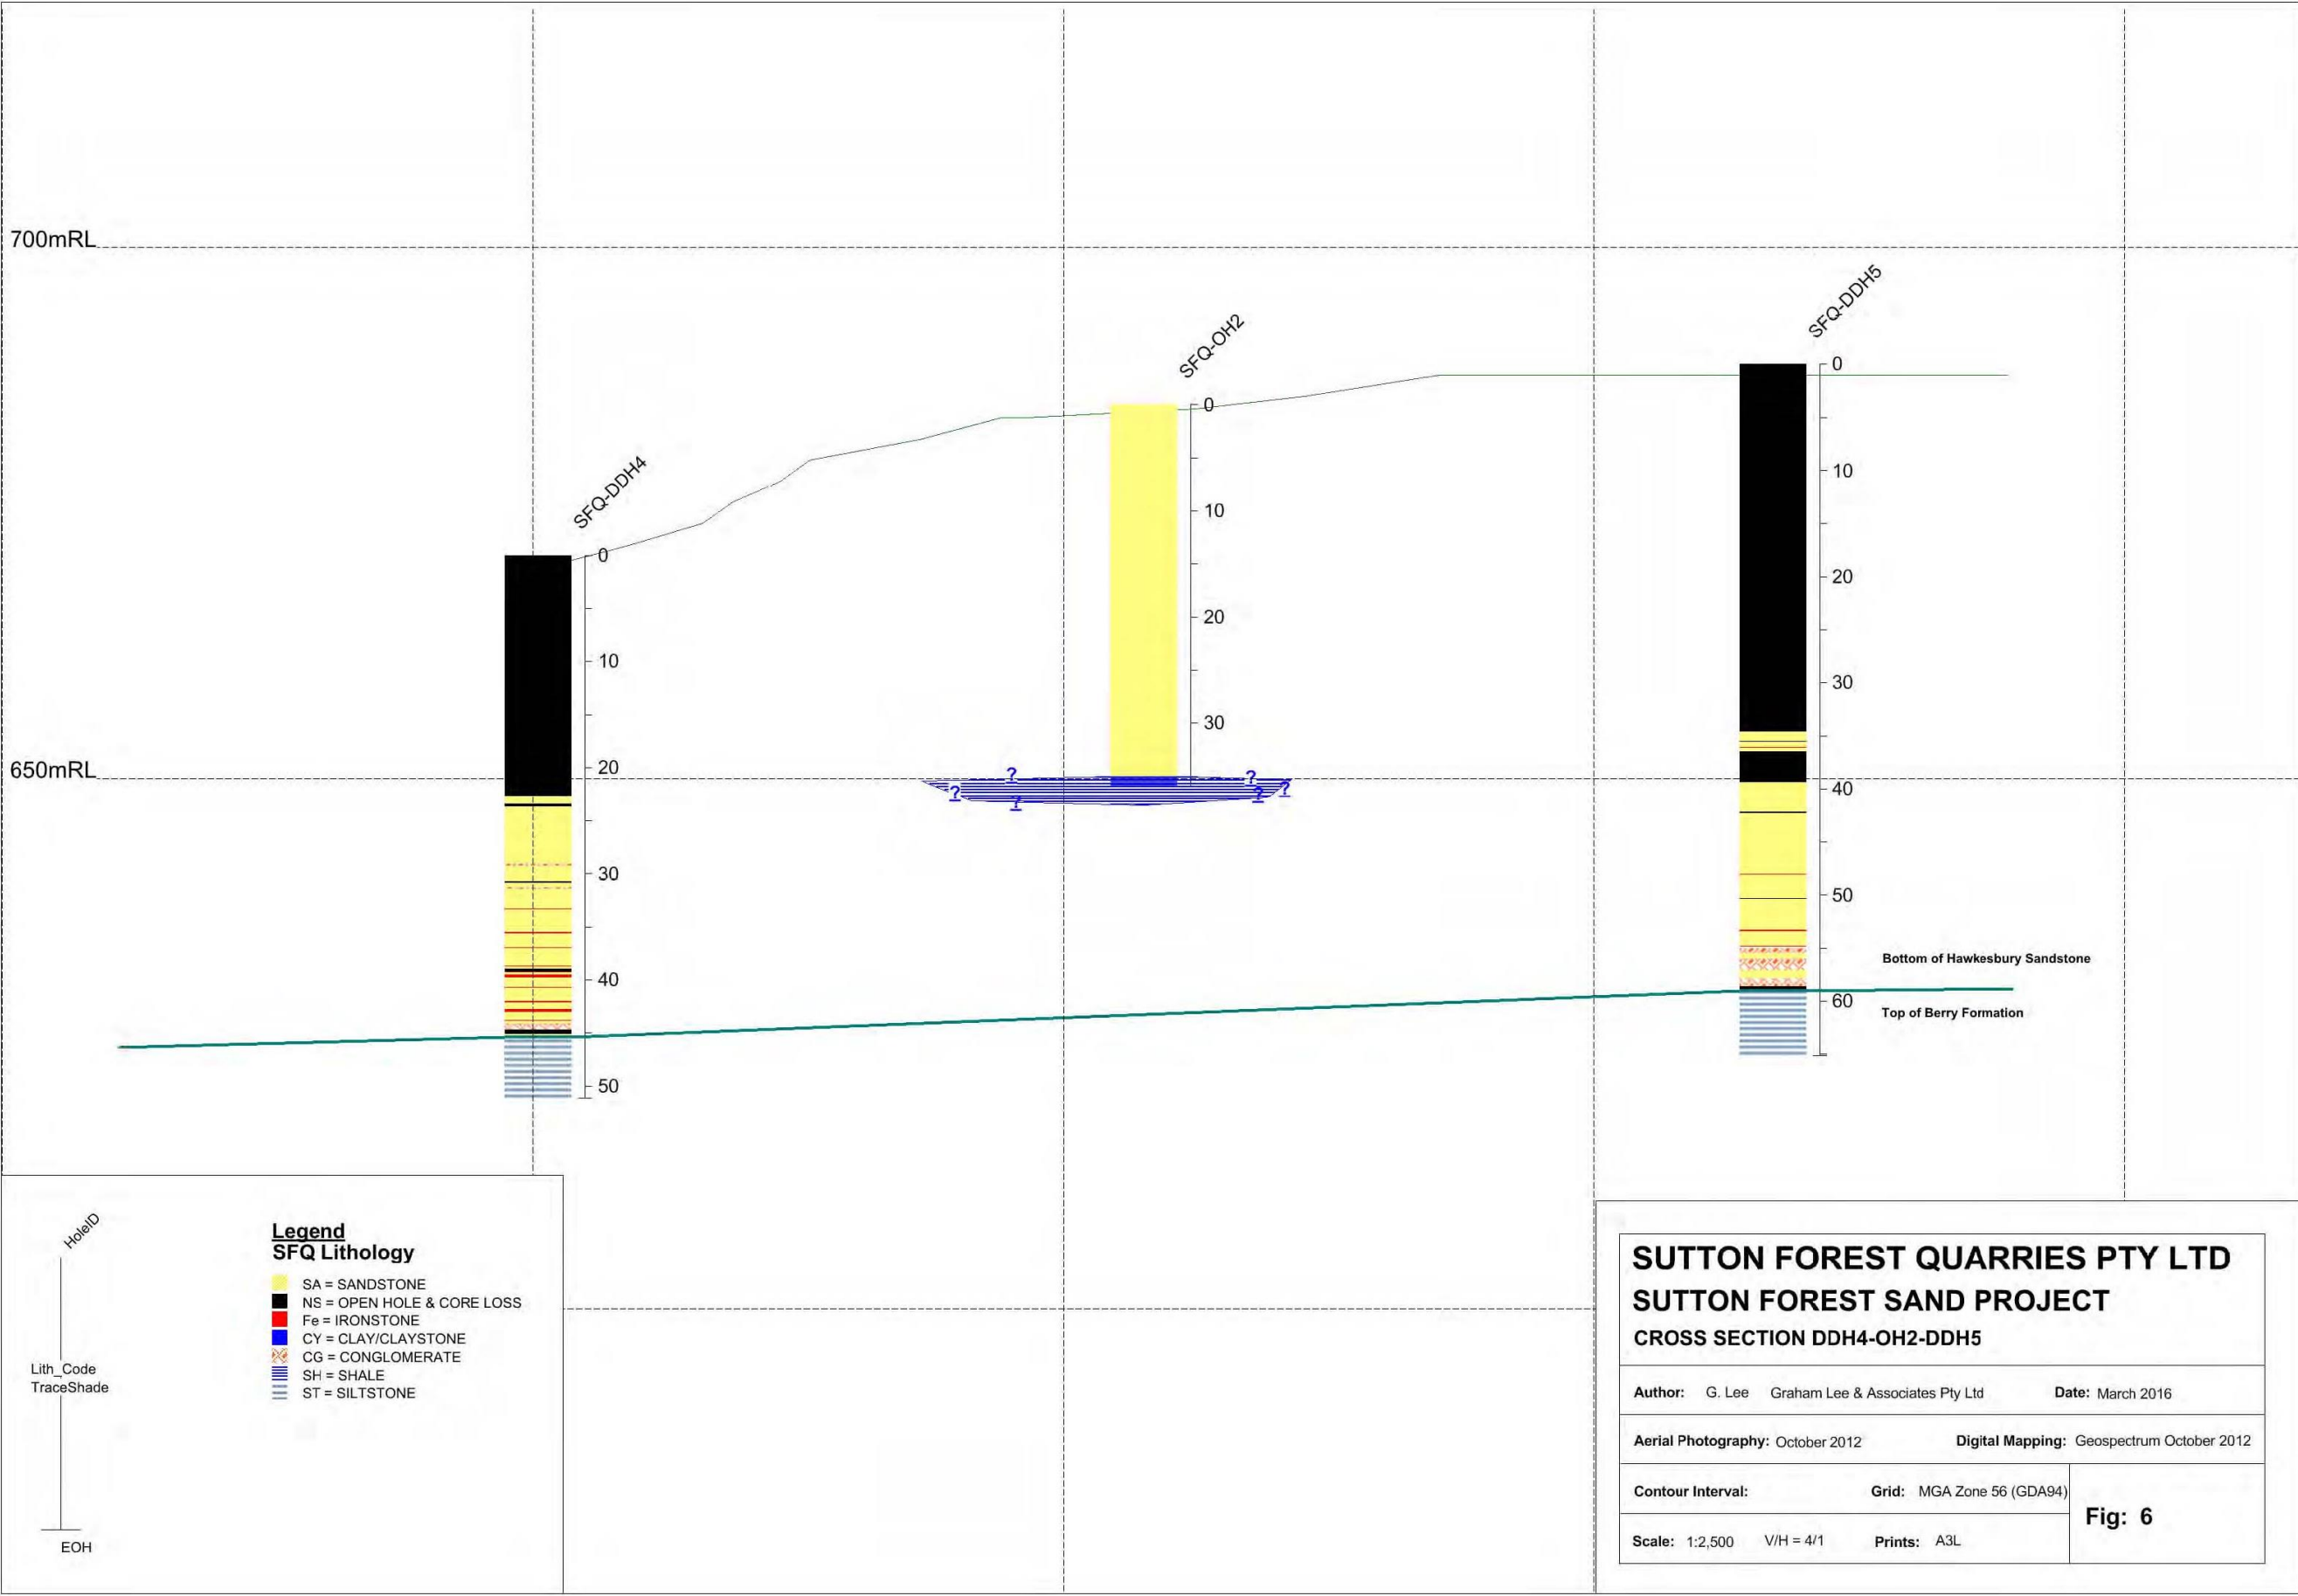 700mRL
650mRL
SFQ-DDH4
0
10
20
30
40
50
SFQ-OH2
0
10
20
30
? ?
? ? ? ?
SFQ-DDH5
0
10
20
30
40
50
60
Bottom of Hawkesbury Sandstone
Top of Berry Formation
HoleID
Lith_Code
TraceShade
EOH
Legend
SFQ Lithology
SA = SANDSTONE
NS = OPEN HOLE & CORE LOSS
Fe = IRONSTONE
CY = CLAY/CLAYSTONE
CG = CONGLOMERATE
SH = SHALE
ST = SILTSTONE
SUTTON FOREST QUARRIES PTY LTD
SUTTON FOREST SAND PROJECT
CROSS SECTION DDH4-OH2-DDH5
Author: G. Lee Graham Lee & Associates Pty Ltd Date: March 2016
Aerial Photography: October 2012 Digital Mapping: Geospectrum October 2012
Contour Interval: Grid: MGA Zone 56 (GDA94)
Scale: 1:2,500 V/H = 4/1 Prints: A3L
Fig: 6